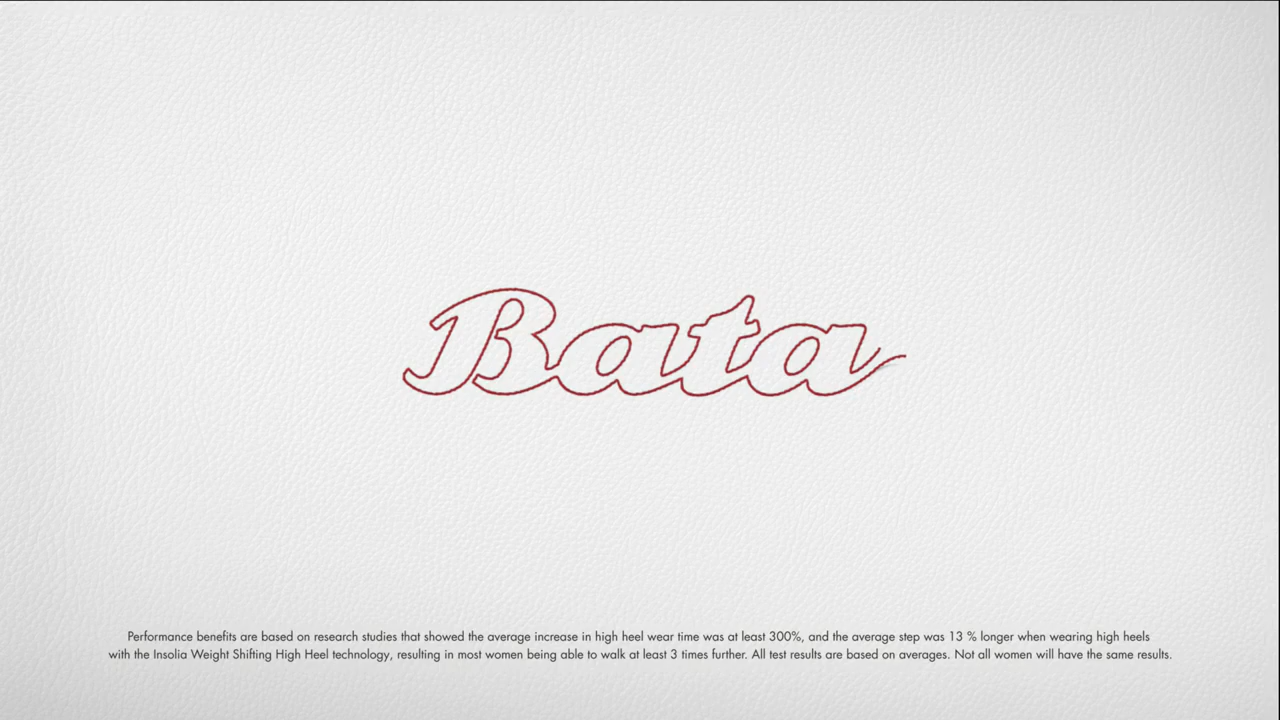 Bata
Performance benefits are based on research studies that showed the average increase in high heel wear time was at least 300%, and the average step was 13 % longer when wearing high heels
with the Insolia Weight Shifting High Heel technology, resulting in most women being able to walk at least 3 times further. All test results are based on averages. Not all women will have the same results.